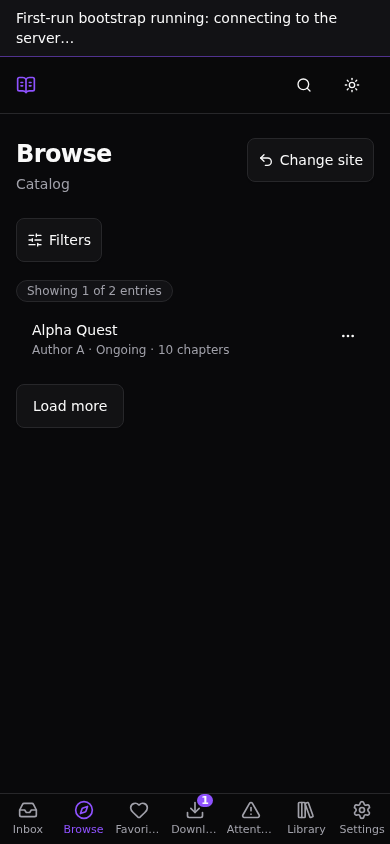 First-run bootstrap running: connecting to the
server…
Browse
Catalog
Change site
Filters
Showing 1 of 2 entries
Alpha Quest
Author A · Ongoing · 10 chapters
Load more
1
Inbox
Browse
Favori…
Downl…
Attent…
Library
Settings